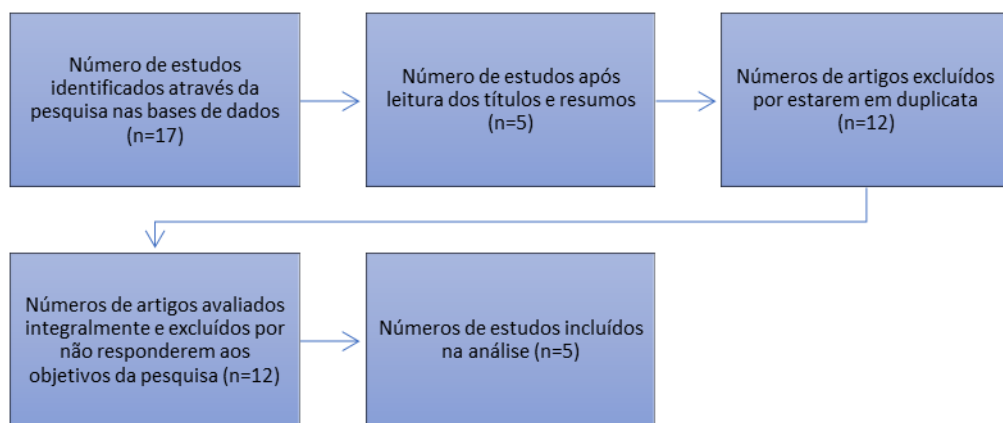 Número de estudos
identificados através da
pesquisa nas bases de dados
(n=17)
Número de estudos após
leitura dos títulos e resumos
(n=5)
Números de artigos excluídos
por estarem em duplicata
(n=12)
Números de artigos avaliados
integralmente e excluídos por
não responderem aos
objetivos da pesquisa (n=12)
Números de estudos incluídos
na análise (n=5)